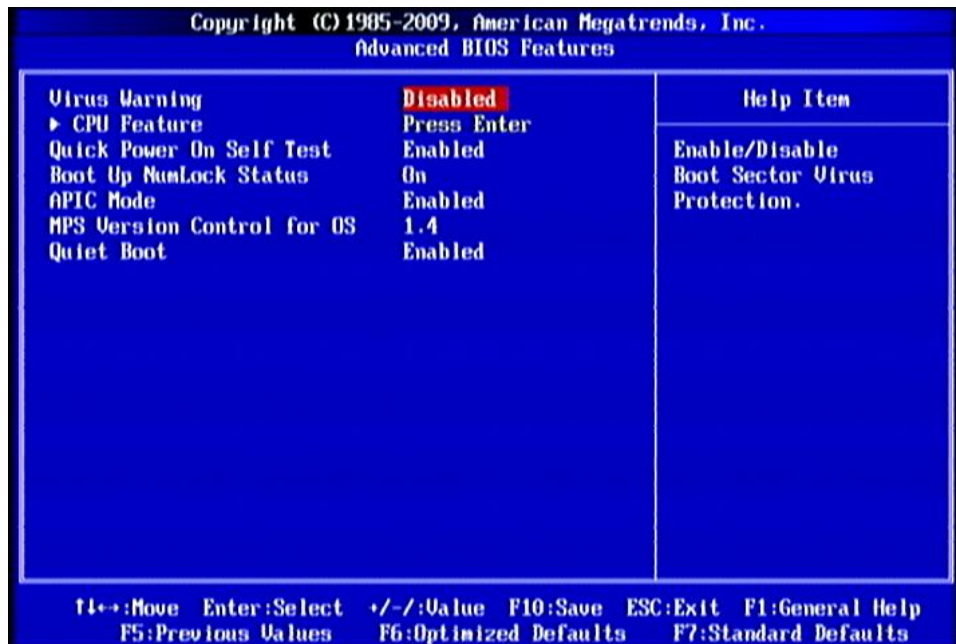 Copyright (C)1985-2009, American Megatrends, Inc.
Advanced BIOS Features
Virus Warning Disabled
▶ CPU Feature Press Enter
Quick Power On Self Test Enabled
Boot Up NumLock Status On
APIC Mode Enabled
MPS Version Control for OS 1.4
Quiet Boot Enabled
Help Item
Enable/Disable
Boot Sector Virus
Protection.
↑↓←→:Move Enter:Select +/-/:Value F10:Save ESC:Exit F1:General Help
F5:Previous Values F6:Optimized Defaults F7:Standard Defaults